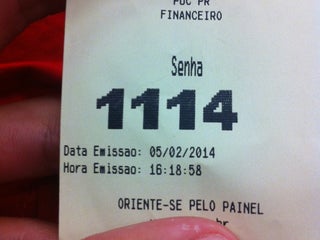 PUC PR
FINANCEIRO
Senha
1114
Data Emissao: 05/02/2014
Hora Emissao: 16:18:58
ORIENTE-SE PELO PAINEL